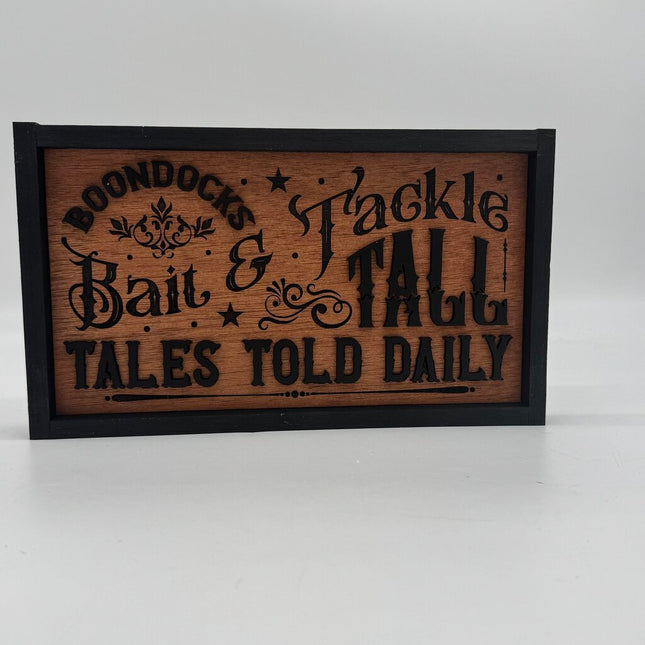 BOONDOCKS
Bait & Tackle
TALL
TALES TOLD DAILY